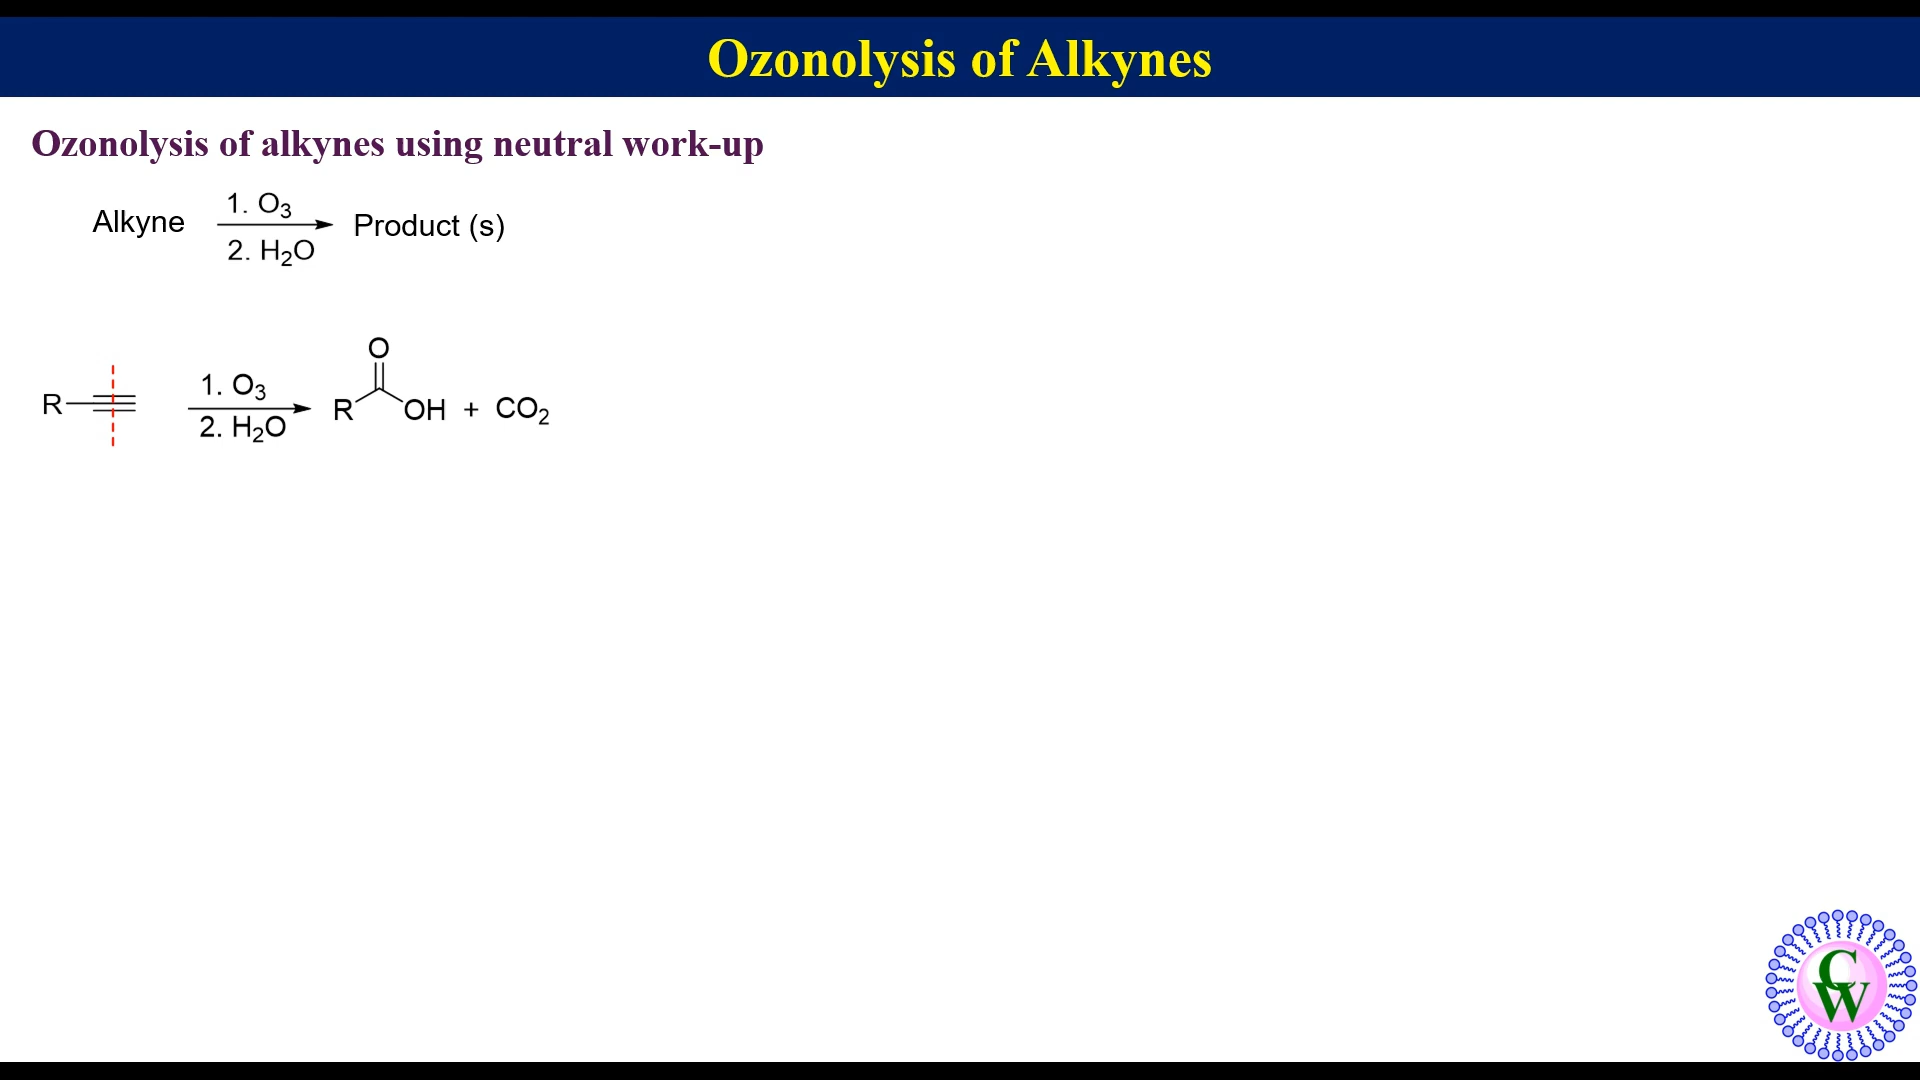 Ozonolysis of Alkynes
Ozonolysis of alkynes using neutral work-up
1. O₃
Alkyne Product (s)
2. H₂O
O
1. O₃
R R OH + CO₂
2. H₂O
C
W